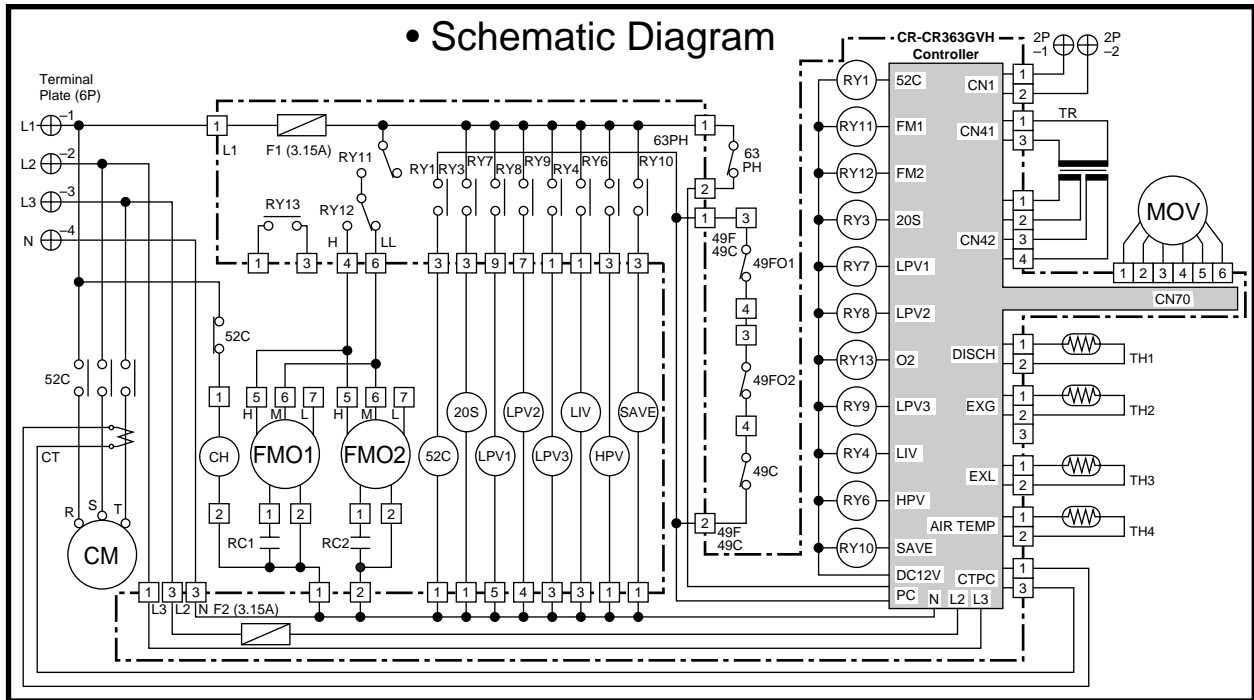 • Schematic Diagram
CR-CR363GVH
Controller
2P
–1
2P
–2
Terminal
Plate (6P)
L1 –1
L2 –2
L3 –3
N –4
1
L1
F1 (3.15A)
RY11
RY12
H
LL
RY13
RY1
RY3
RY7
RY8
RY9
RY4
RY6
RY10
63PH
1
63
PH
2
1
3
49F
49C
49FO1
4
3
49FO2
4
49C
2
49F
49C
1 3 4 6 3 3 9 7 1 1 3 3
52C
52C
1
5 6 7
H M L
5 6 7
H M L
CT
CH
FMO1
FMO2
52C
20S
LPV1
LPV2
LPV3
LIV
HPV
SAVE
2
1 2
1 2
RC1
RC2
R S T
CM
1 3 3
L3 L2 N F2 (3.15A)
1 2 1 1 5 4 3 3 1 1
RY1 52C
RY11 FM1
RY12 FM2
RY3 20S
RY7 LPV1
RY8 LPV2
RY13 O2
RY9 LPV3
RY4 LIV
RY6 HPV
RY10 SAVE
DC12V
PC
N L2 L3
CN1
1
2
CN41
1
3
TR
CN42
1
2
3
4
MOV
1 2 3 4 5 6
CN70
DISCH
1
2
TH1
EXG
1
2
3
TH2
EXL
1
2
TH3
AIR TEMP
1
2
TH4
CTPC
1
3